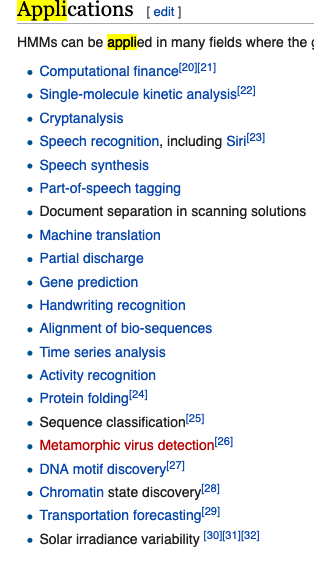 Applications [ edit ]
HMMs can be applied in many fields where the
Computational finance[20][21]
Single-molecule kinetic analysis[22]
Cryptanalysis
Speech recognition, including Siri[23]
Speech synthesis
Part-of-speech tagging
Document separation in scanning solutions
Machine translation
Partial discharge
Gene prediction
Handwriting recognition
Alignment of bio-sequences
Time series analysis
Activity recognition
Protein folding[24]
Sequence classification[25]
Metamorphic virus detection[26]
DNA motif discovery[27]
Chromatin state discovery[28]
Transportation forecasting[29]
Solar irradiance variability [30][31][32]